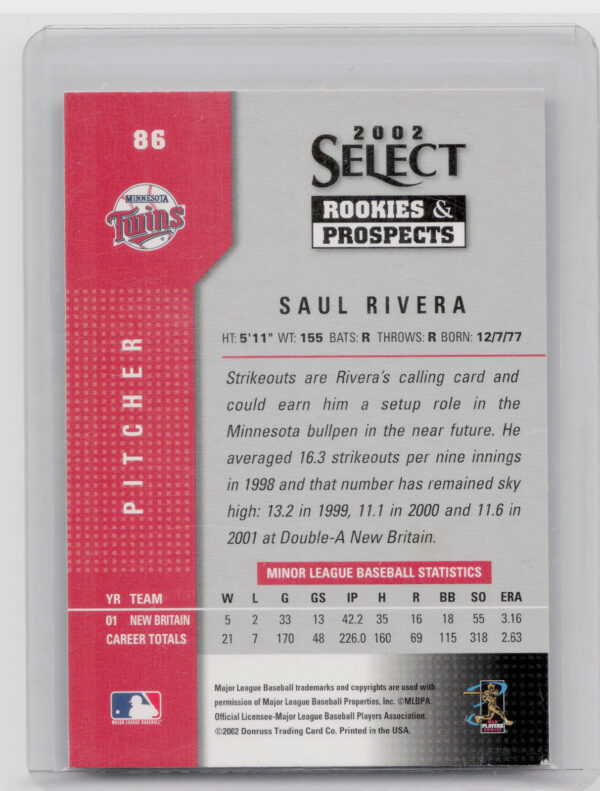 86
2002
SELECT
ROOKIES &
PROSPECTS
MINNESOTA
Twins
SAUL RIVERA
HT: 5'11" WT: 155 BATS: R THROWS: R BORN: 12/7/77
PITCHER
Strikeouts are Rivera's calling card and
could earn him a setup role in the
Minnesota bullpen in the near future. He
averaged 16.3 strikeouts per nine innings
in 1998 and that number has remained sky
high: 13.2 in 1999, 11.1 in 2000 and 11.6 in
2001 at Double-A New Britain.
MINOR LEAGUE BASEBALL STATISTICS
YR TEAM W L G GS IP H R BB SO ERA
01 NEW BRITAIN 5 2 33 13 42.2 35 16 18 55 3.16
CAREER TOTALS 21 7 170 48 226.0 160 69 115 318 2.63
Major League Baseball trademarks and copyrights are used with
permission of Major League Baseball Properties, Inc. ©MLBPA
Official Licensee-Major League Baseball Players Association.
©2002 Donruss Trading Card Co. Printed in the USA.
MAJOR LEAGUE BASEBALL
PLAYERS
CHOICE